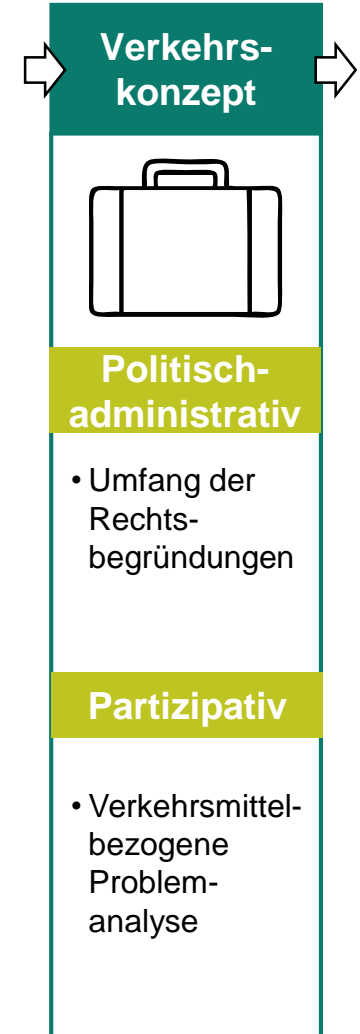 Verkehrs-
konzept
Politisch-
administrativ
• Umfang der
Rechts-
begründungen
Partizipativ
• Verkehrsmittel-
bezogene
Problem-
analyse